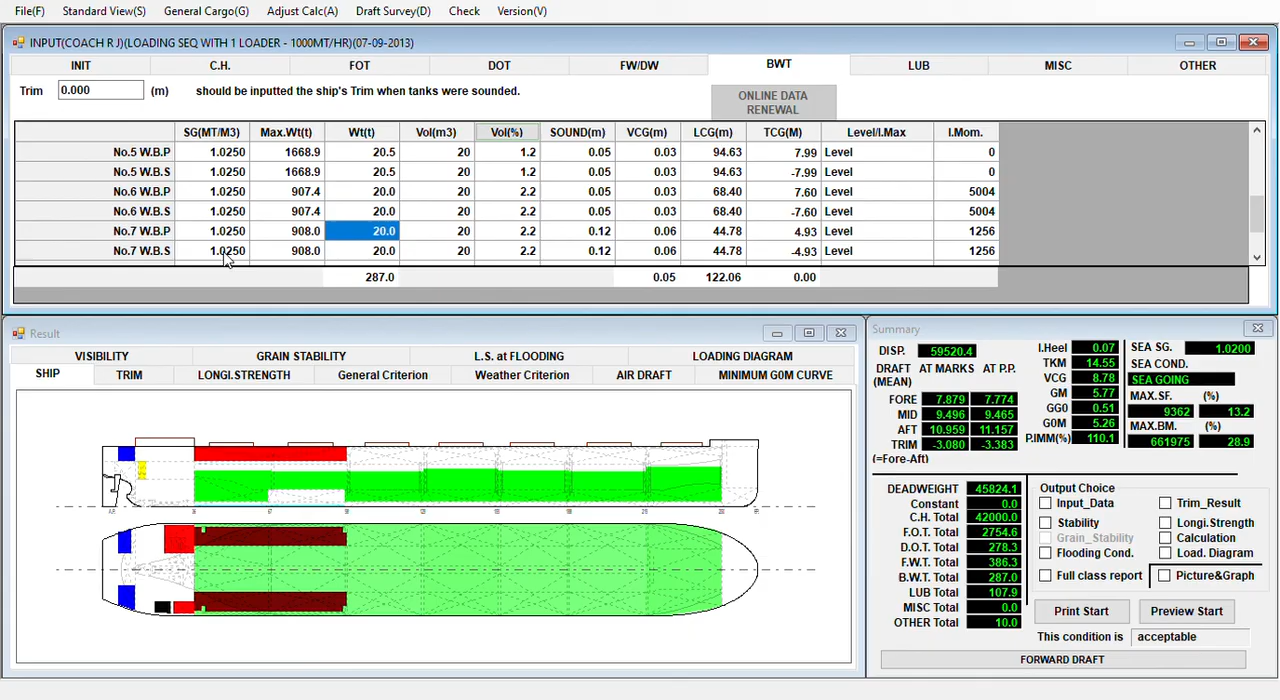 File(F) Standard View(S) General Cargo(G) Adjust Calc(A) Draft Survey(D) Check Version(V)
INPUT(COACH R J)(LOADING SEQ WITH 1 LOADER - 1000MT/HR)(07-09-2013)
INIT C.H. FOT DOT FW/DW BWT LUB MISC OTHER
Trim 0.000 (m) should be inputted the ship's Trim when tanks were sounded.
ONLINE DATA
RENEWAL
SG(MT/M3) Max.Wt(t) Wt(t) Vol(m3) Vol(%) SOUND(m) VCG(m) LCG(m) TCG(M) Level/I.Max I.Mom.
No.5 W.B.P 1.0250 1668.9 20.5 20 1.2 0.05 0.03 94.63 7.99 Level 0
No.5 W.B.S 1.0250 1668.9 20.5 20 1.2 0.05 0.03 94.63 -7.99 Level 0
No.6 W.B.P 1.0250 907.4 20.0 20 2.2 0.05 0.03 68.40 7.60 Level 5004
No.6 W.B.S 1.0250 907.4 20.0 20 2.2 0.05 0.03 68.40 -7.60 Level 5004
No.7 W.B.P 1.0250 908.0 20.0 20 2.2 0.12 0.06 44.78 4.93 Level 1256
No.7 W.B.S 1.0250 908.0 20.0 20 2.2 0.12 0.06 44.78 -4.93 Level 1256
287.0 0.05 122.06 0.00
Result
VISIBILITY GRAIN STABILITY L.S. at FLOODING LOADING DIAGRAM
SHIP TRIM LONGI.STRENGTH General Criterion Weather Criterion AIR DRAFT MINIMUM G0M CURVE
Summary
DISP. 59520.4
DRAFT AT MARKS AT P.P.
(MEAN)
FORE 7.879 7.774
MID 9.496 9.465
AFT 10.959 11.157
TRIM -3.080 -3.383
(=Fore-Aft)
I.Heel 0.07
TKM 14.55
VCG 8.78
GM 5.77
GG0 0.51
G0M 5.26
P.IMM(%) 110.1
SEA SG. 1.0200
SEA COND.
SEA GOING
MAX.SF. (%)
9362 13.2
MAX.BM. (%)
661975 28.9
DEADWEIGHT 45824.1
Constant 0.0
C.H. Total 42000.0
F.O.T. Total 2754.6
D.O.T. Total 278.3
F.W.T. Total 386.3
B.W.T. Total 287.0
LUB Total 107.9
MISC Total 0.0
OTHER Total 10.0
Output Choice
Input_Data Trim_Result
Stability Longi.Strength
Grain_Stability Calculation
Flooding Cond. Load. Diagram
Full class report Picture&Graph
Print Start Preview Start
This condition is acceptable
FORWARD DRAFT